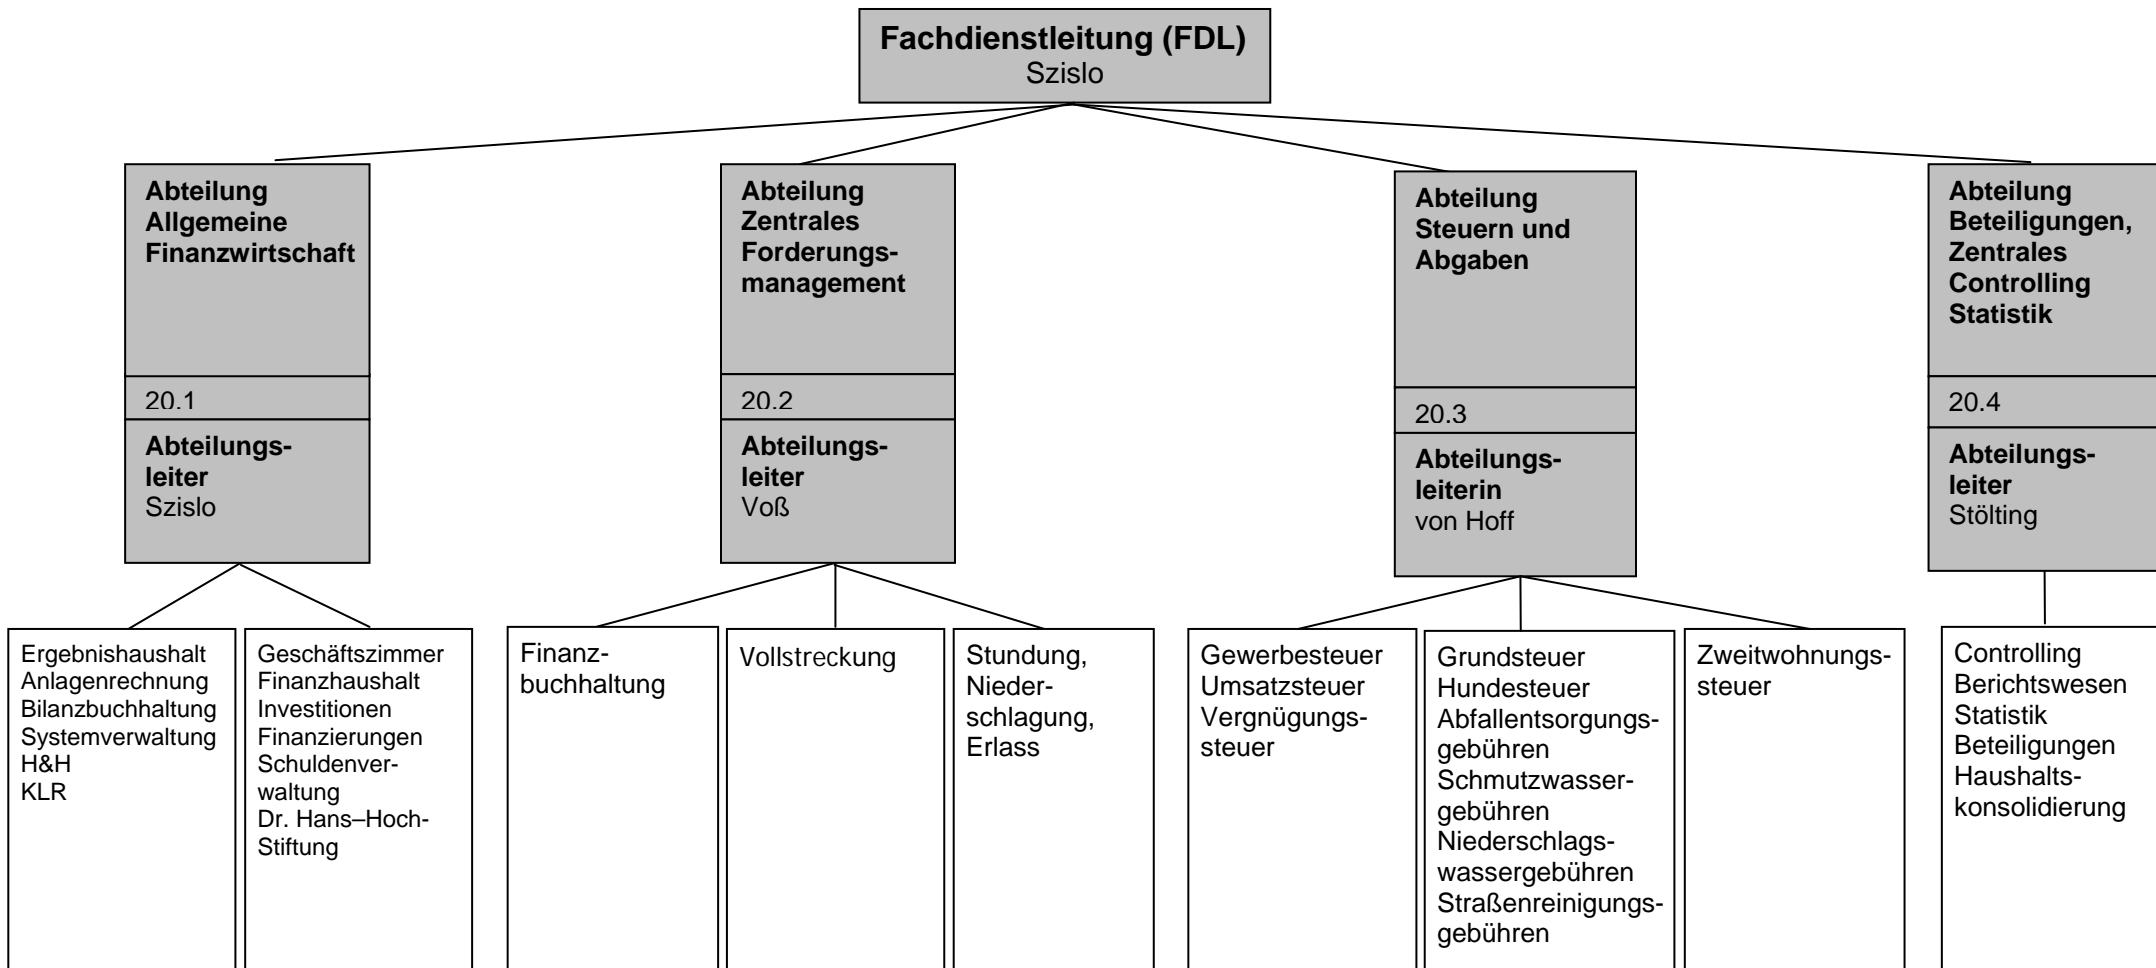 Fachdienstleitung (FDL)
Szislo
Abteilung
Allgemeine
Finanzwirtschaft
20.1
Abteilungs-
leiter
Szislo
Abteilung
Zentrales
Forderungs-
management
20.2
Abteilungs-
leiter
Voß
Abteilung
Steuern und
Abgaben
20.3
Abteilungs-
leiterin
von Hoff
Abteilung
Beteiligungen,
Zentrales
Controlling
Statistik
20.4
Abteilungs-
leiter
Stölting
Ergebnishaushalt
Anlagenrechnung
Bilanzbuchhaltung
Systemverwaltung
H&H
KLR
Geschäftszimmer
Finanzhaushalt
Investitionen
Finanzierungen
Schuldenver-
waltung
Dr. Hans–Hoch-
Stiftung
Finanz-
buchhaltung
Vollstreckung
Stundung,
Nieder-
schlagung,
Erlass
Gewerbesteuer
Umsatzsteuer
Vergnügungs-
steuer
Grundsteuer
Hundesteuer
Abfallentsorgungs-
gebühren
Schmutzwasser-
gebühren
Niederschlags-
wassergebühren
Straßenreinigungs-
gebühren
Zweitwohnungs-
steuer
Controlling
Berichtswesen
Statistik
Beteiligungen
Haushalts-
konsolidierung